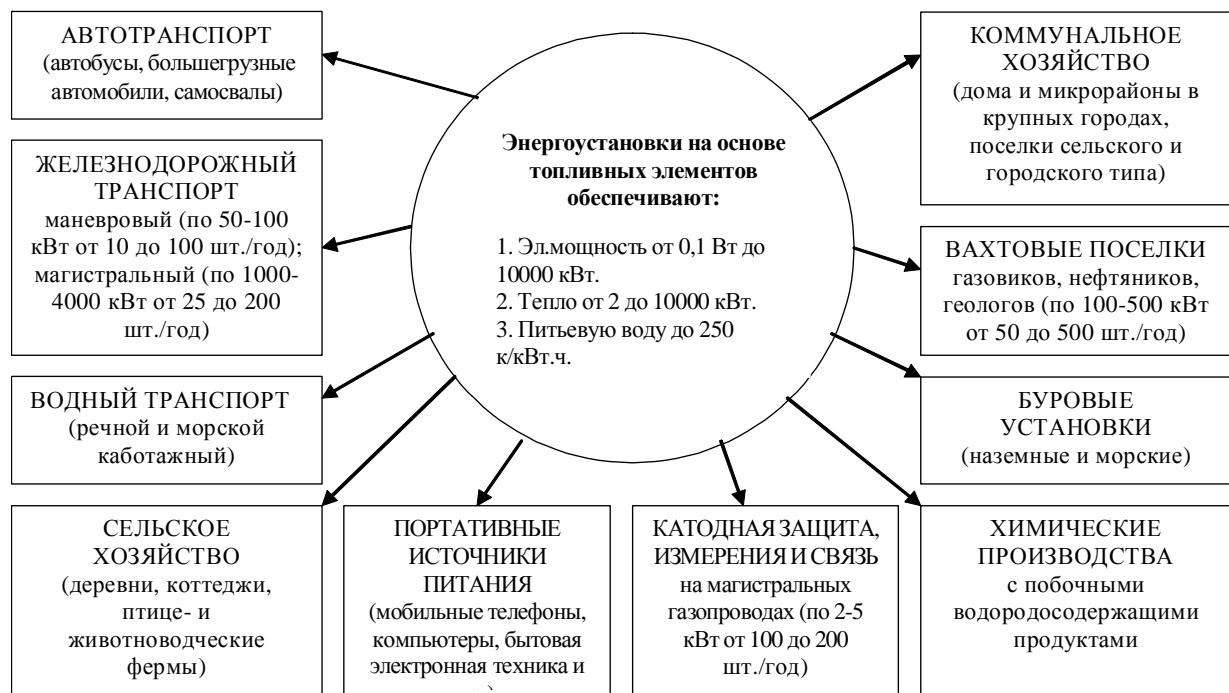 АВТОТРАНСПОРТ
(автобусы, большегрузные
автомобили, самосвалы)
ЖЕЛЕЗНОДОРОЖНЫЙ
ТРАНСПОРТ
маневровый (по 50-100
кВт от 10 до 100 шт./год);
магистральный (по 1000-
4000 кВт от 25 до 200
шт./год)
ВОДНЫЙ ТРАНСПОРТ
(речной и морской
каботажный)
СЕЛЬСКОЕ
ХОЗЯЙСТВО
(деревни, коттеджи,
птице- и
животноводческие
фермы)
Энергоустановки на основе
топливных элементов
обеспечивают:
1. Эл.мощность от 0,1 Вт до
10000 кВт.
2. Тепло от 2 до 10000 кВт.
3. Питьевую воду до 250
к/кВт.ч.
ПОРТАТИВНЫЕ
ИСТОЧНИКИ
ПИТАНИЯ
(мобильные телефоны,
компьютеры, бытовая
электронная техника и
КАТОДНАЯ ЗАЩИТА,
ИЗМЕРЕНИЯ И СВЯЗЬ
на магистральных
газопроводах (по 2-5
кВт от 100 до 200
шт./год)
КОММУНАЛЬНОЕ
ХОЗЯЙСТВО
(дома и микрорайоны в
крупных городах,
поселки сельского и
городского типа)
ВАХТОВЫЕ ПОСЕЛКИ
газовиков, нефтяников,
геологов (по 100-500 кВт
от 50 до 500 шт./год)
БУРОВЫЕ
УСТАНОВКИ
(наземные и морские)
ХИМИЧЕСКИЕ
ПРОИЗВОДСТВА
с побочными
водородосодержащими
продуктами